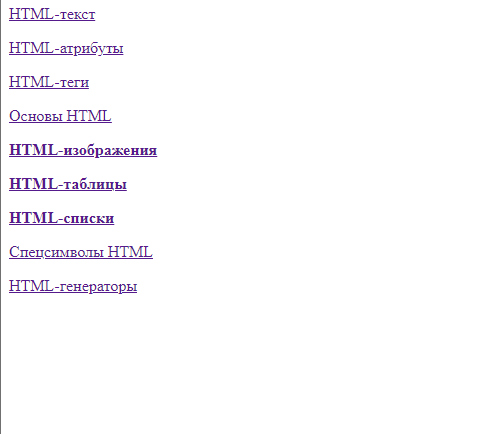 HTML-текст
HTML-атрибуты
HTML-теги
Основы HTML
HTML-изображения
HTML-таблицы
HTML-списки
Спецсимволы HTML
HTML-генераторы